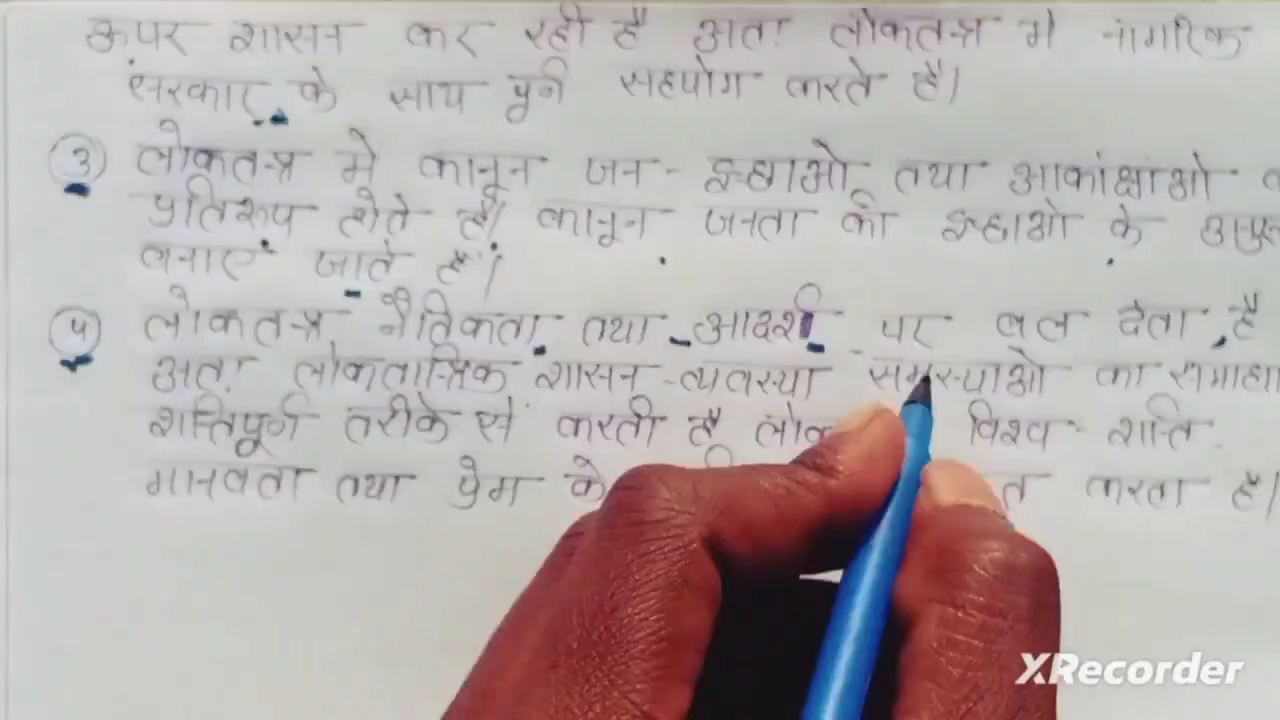 ऊपर शासन कर रही है अतः लोकतन्त्र मे नागरिक
सरकार के साथ पूर्ण सहयोग करते है।
(3) लोकतन्त्र मे कानून जन - इच्छाओ तथा आकांक्षाओ
प्रतिरूप होते है। कानून जनता की इच्छाओ के
बनाए जाते है।
(4) लोकतन्त्र नैतिकता तथा आदर्श पर बल देता है
अतः लोकतान्त्रिक शासन-व्यवस्था समस्याओ का
शान्तिपूर्ण तरीके से करती है विश्व - शान्ति
मानवता तथा प्रेम के करता है।
XRecorder